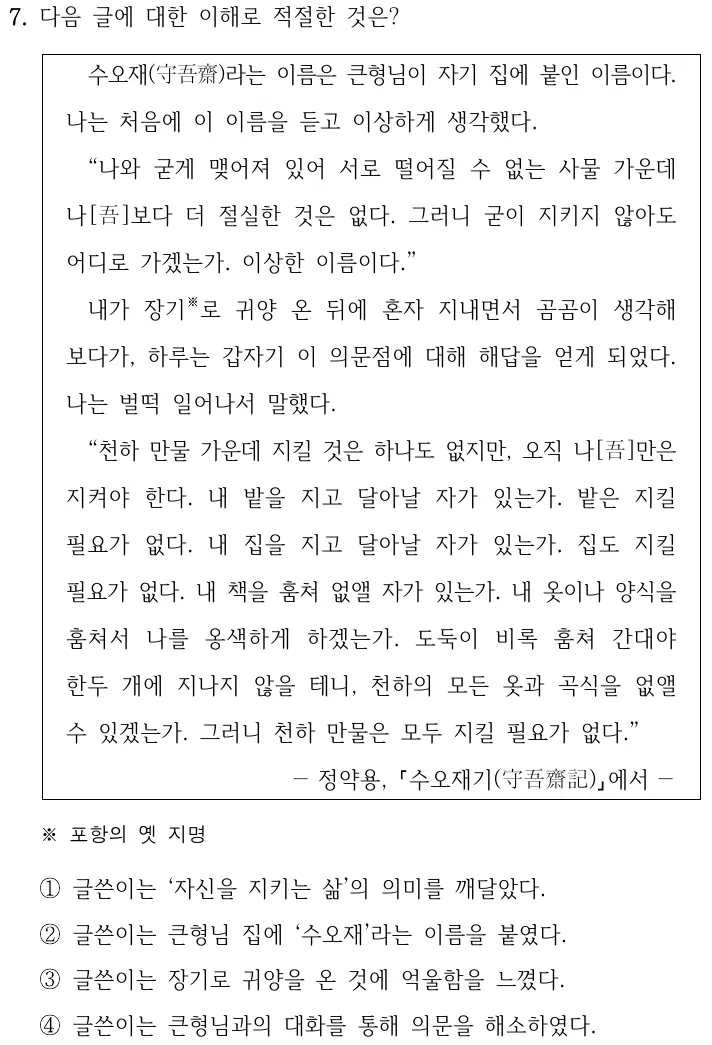 7. 다음 글에 대한 이해로 적절한 것은?
수오재(守吾齋)라는 이름은 큰형님이 자기 집에 붙인 이름이다.
나는 처음에 이 이름을 듣고 이상하게 생각했다.
“나와 굳게 맺어져 있어 서로 떨어질 수 없는 사물 가운데
나[吾]보다 더 절실한 것은 없다. 그러니 굳이 지키지 않아도
어디로 가겠는가. 이상한 이름이다.”
내가 장기※로 귀양 온 뒤에 혼자 지내면서 곰곰이 생각해
보다가, 하루는 갑자기 이 의문점에 대해 해답을 얻게 되었다.
나는 벌떡 일어나서 말했다.
“천하 만물 가운데 지킬 것은 하나도 없지만, 오직 나[吾]만은
지켜야 한다. 내 밭을 지고 달아날 자가 있는가. 밭은 지킬
필요가 없다. 내 집을 지고 달아날 자가 있는가. 집도 지킬
필요가 없다. 내 책을 훔쳐 없앨 자가 있는가. 내 옷이나 양식을
훔쳐서 나를 옹색하게 하겠는가. 도둑이 비록 훔쳐 간대야
한두 개에 지나지 않을 테니, 천하의 모든 옷과 곡식을 없앨
수 있겠는가. 그러니 천하 만물은 모두 지킬 필요가 없다.”
－ 정약용, 「수오재기(守吾齋記)」에서 －
※ 포항의 옛 지명
① 글쓴이는 ‘자신을 지키는 삶’의 의미를 깨달았다.
② 글쓴이는 큰형님 집에 ‘수오재’라는 이름을 붙였다.
③ 글쓴이는 장기로 귀양을 온 것에 억울함을 느꼈다.
④ 글쓴이는 큰형님과의 대화를 통해 의문을 해소하였다.